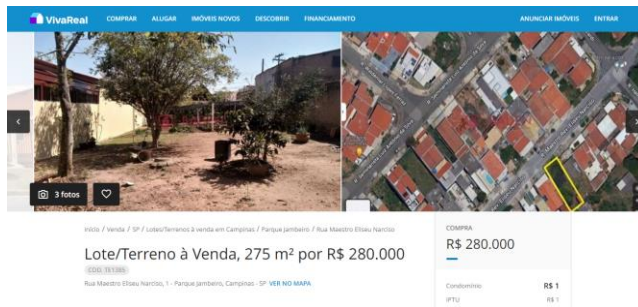 VivaReal COMPRAR ALUGAR IMÓVEIS NOVOS DESCOBRIR FINANCIAMENTO ANUNCIAR IMÓVEIS ENTRAR
3 fotos
Início / Venda / SP / Lotes/Terrenos à venda em Campinas / Parque Jambeiro / Rua Maestro Eliseu Narciso
COMPRA
R$ 280.000
Lote/Terreno à Venda, 275 m² por R$ 280.000
Rua Maestro Eliseu Narciso, 1 - Parque Jambeiro, Campinas - SP VER NO MAPA
Condomínio R$ 1
IPTU R$ 1